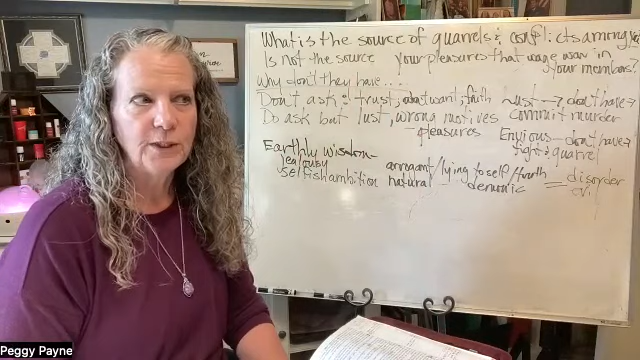 What is the source of quarrels & conflicts among
Is not the source your pleasures that wage war in
your members?
Why don't they have...
Don't ask: trust, want, faith Lust → don't have →
Do ask but lust, wrong motives commit murder
pleasures Envious - don't have →
fight & quarrel
Earthly wisdom -
jealousy arrogant / lying to self / truth
selfish ambition natural demonic = disorder
Peggy Payne